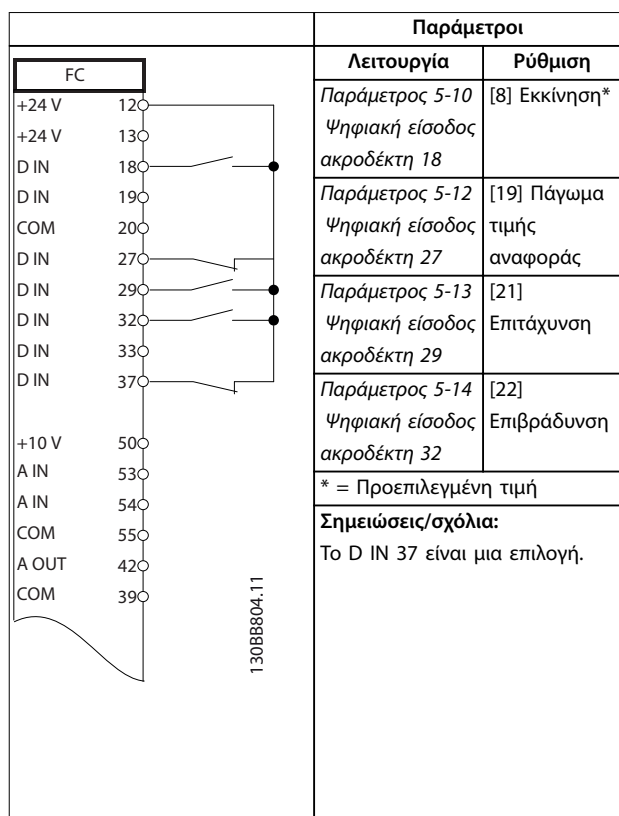 Παράμετροι
FC
Λειτουργία
Ρύθμιση
+24 V 12
+24 V 13
D IN 18
D IN 19
COM 20
D IN 27
D IN 29
D IN 32
D IN 33
D IN 37
+10 V 50
A IN 53
A IN 54
COM 55
A OUT 42
COM 39
130BB804.11
Παράμετρος 5-10
Ψηφιακή είσοδος
ακροδέκτη 18
[8] Εκκίνηση*
Παράμετρος 5-12
Ψηφιακή είσοδος
ακροδέκτη 27
[19] Πάγωμα
τιμής
αναφοράς
Παράμετρος 5-13
Ψηφιακή είσοδος
ακροδέκτη 29
[21]
Επιτάχυνση
Παράμετρος 5-14
Ψηφιακή είσοδος
ακροδέκτη 32
[22]
Επιβράδυνση
* = Προεπιλεγμένη τιμή
Σημειώσεις/σχόλια:
Το D IN 37 είναι μια επιλογή.